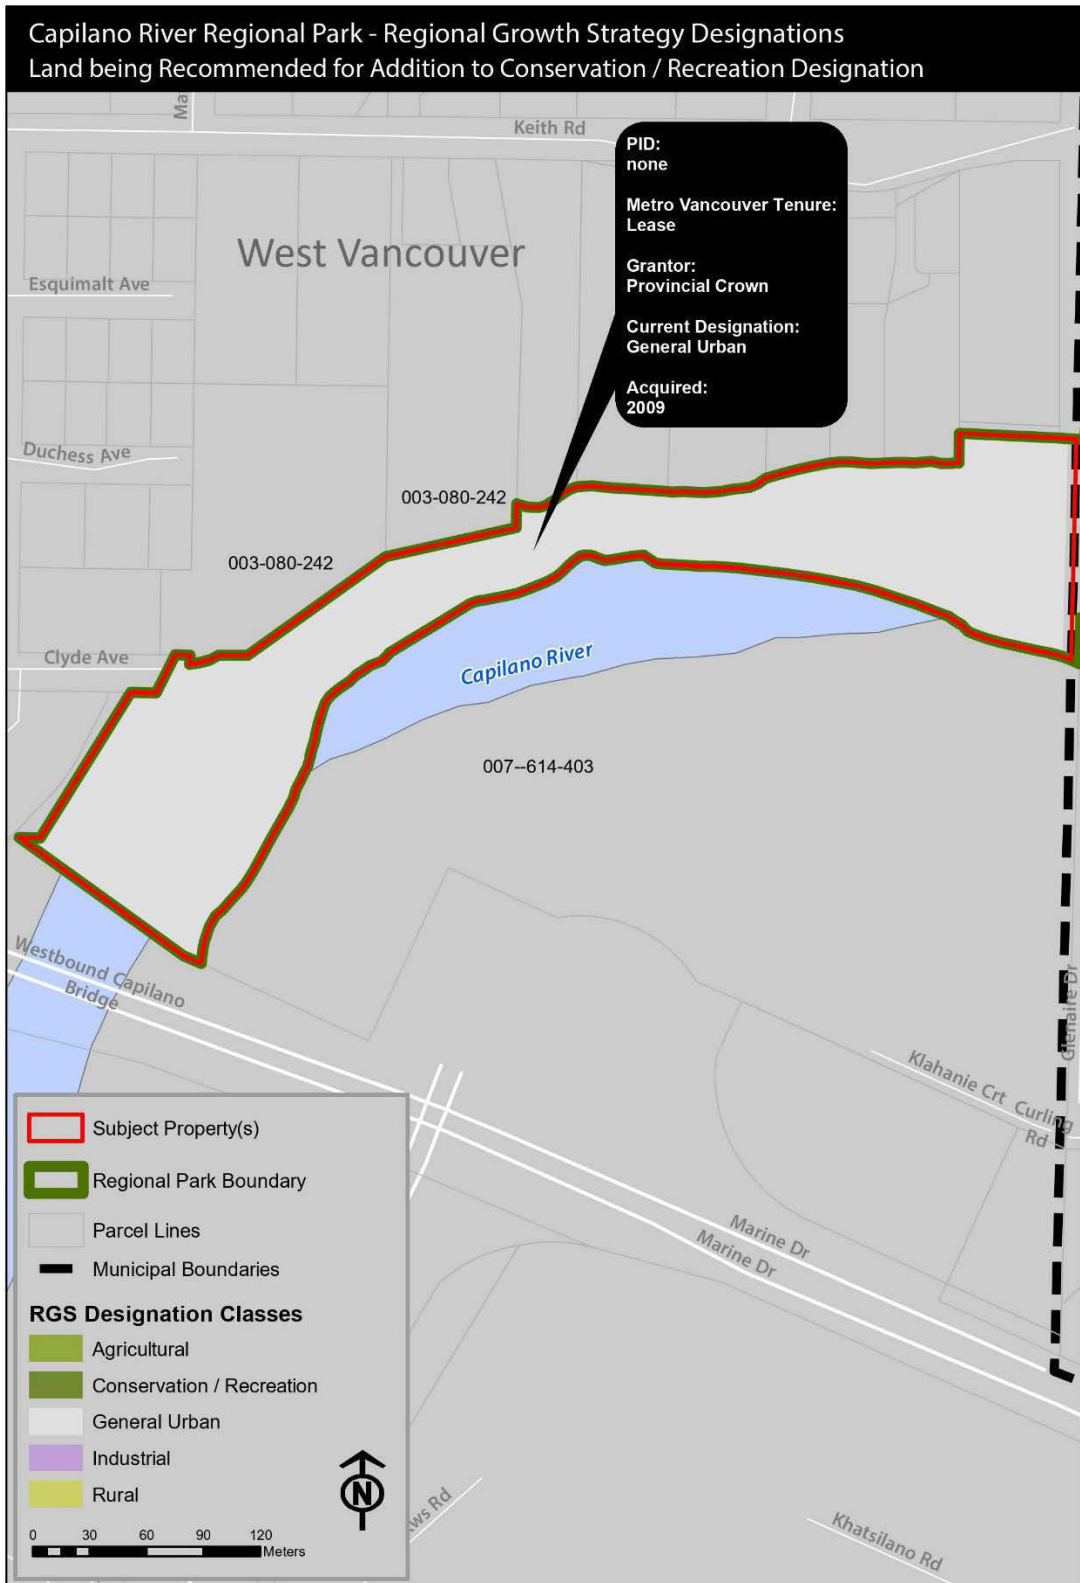 Capilano River Regional Park - Regional Growth Strategy Designations
Land being Recommended for Addition to Conservation / Recreation Designation
Ma
Keith Rd
PID:
none
Metro Vancouver Tenure:
Lease
Grantor:
Provincial Crown
Current Designation:
General Urban
Acquired:
2009
West Vancouver
Esquimalt Ave
Duchess Ave
003-080-242
003-080-242
Clyde Ave
Capilano River
007--614-403
Westbound Capilano
Bridge
Glenaire Dr
Klahanie Crt Curling
Rd
Marine Dr
Marine Dr
Subject Property(s)
Regional Park Boundary
Parcel Lines
Municipal Boundaries
RGS Designation Classes
Agricultural
Conservation / Recreation
General Urban
Industrial
Rural
N
0 30 60 90 120
Meters
ws Rd
Khatsilano Rd